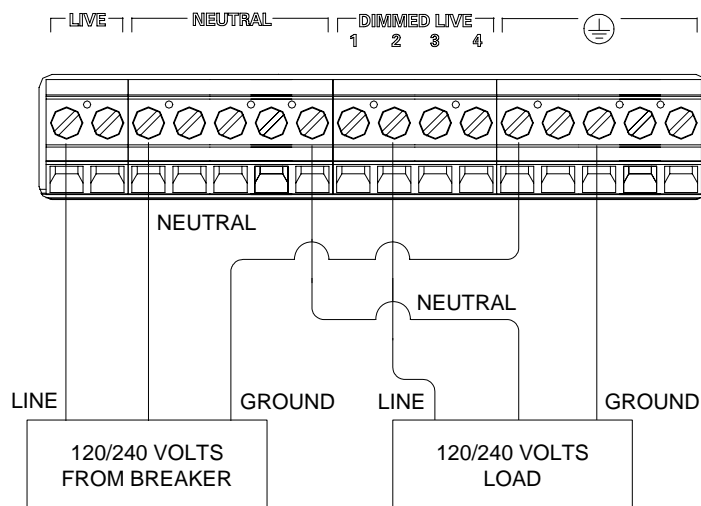 LIVE NEUTRAL DIMMED LIVE
1 2 3 4
NEUTRAL
NEUTRAL
LINE GROUND LINE GROUND
120/240 VOLTS
FROM BREAKER
120/240 VOLTS
LOAD